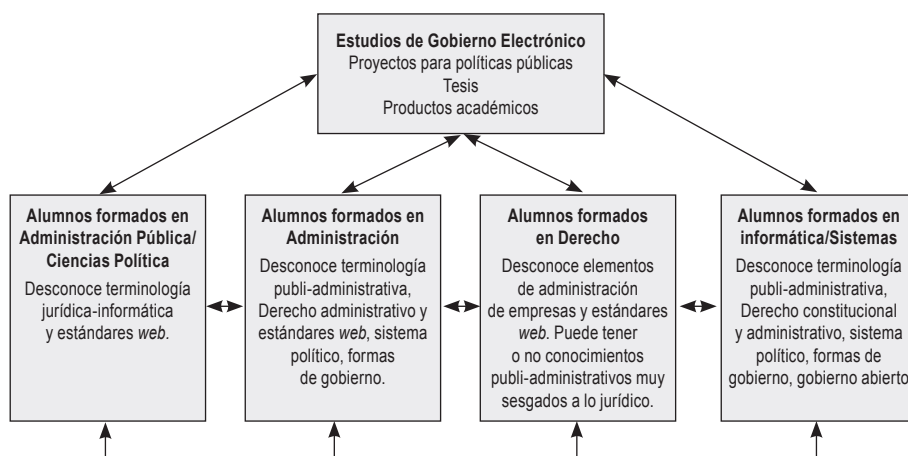 Estudios de Gobierno Electrónico
Proyectos para políticas públicas
Tesis
Productos académicos
Alumnos formados en
Administración Pública/
Ciencias Política
Desconoce terminología
jurídica-informática
y estándares web.
Alumnos formados en
Administración
Desconoce terminología
publi-administrativa,
Derecho administrativo y
estándares web, sistema
político, formas
de gobierno.
Alumnos formados
en Derecho
Desconoce elementos
de administración
de empresas y estándares
web. Puede tener
o no conocimientos
publi-administrativos muy
sesgados a lo jurídico.
Alumnos formados en
informática/Sistemas
Desconoce terminología
publi-administrativa,
Derecho constitucional
y administrativo, sistema
político, formas de
gobierno, gobierno abierto